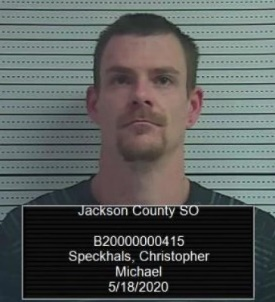 Jackson County SO
B20000000415
Speckhals, Christopher
Michael
5/18/2020